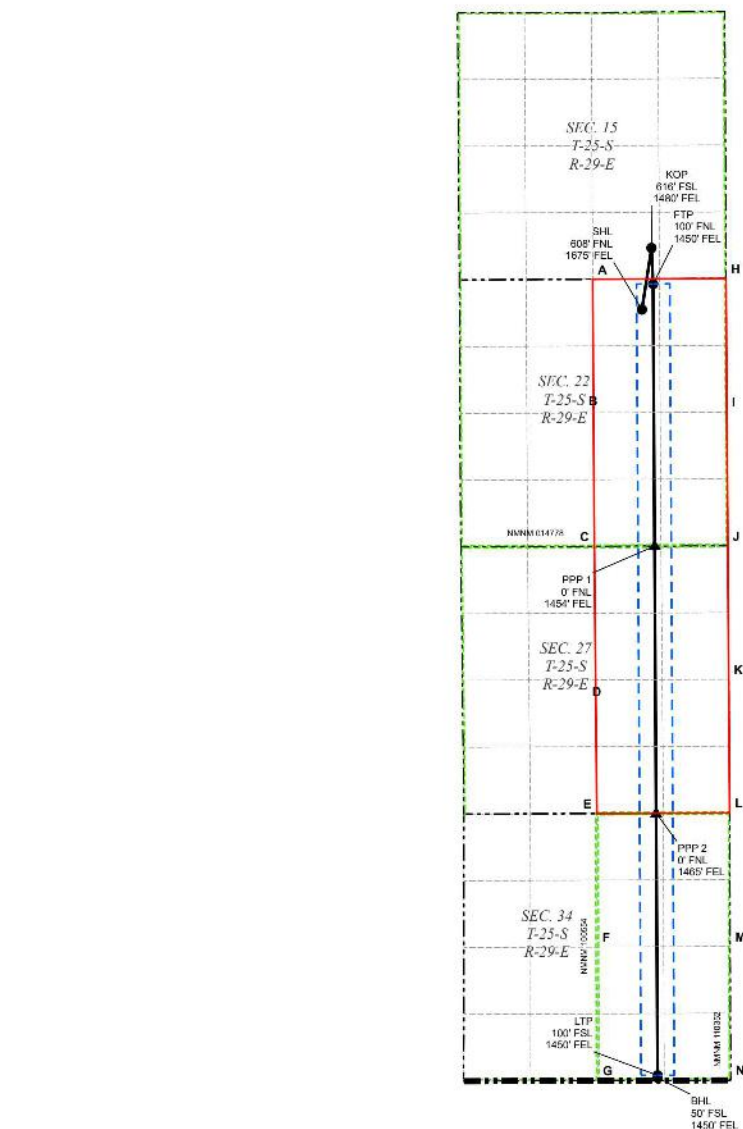 SEC. 15
T-25-S
R-29-E
KOP
616' FSL
1480' FEL
FTP
100' FNL
1450' FEL
SHL
608' FNL
1675' FEL
A
H
SEC. 22
T-25-S
R-29-E
B
I
NMNM 014778
C
J
PPP 1
0' FNL
1454' FEL
SEC. 27
T-25-S
R-29-E
D
K
E
L
PPP 2
0' FNL
1465' FEL
SEC. 34
T-25-S
R-29-E
F
M
NMNM
NMNM
LTP
100' FSL
1450' FEL
G
N
BHL
50' FSL
1450' FEL